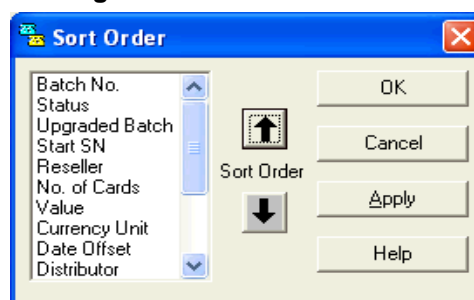 Sort Order
Batch No.
Status
Upgraded Batch
Start SN
Reseller
No. of Cards
Value
Currency Unit
Date Offset
Distributor
Sort Order
OK
Cancel
Apply
Help